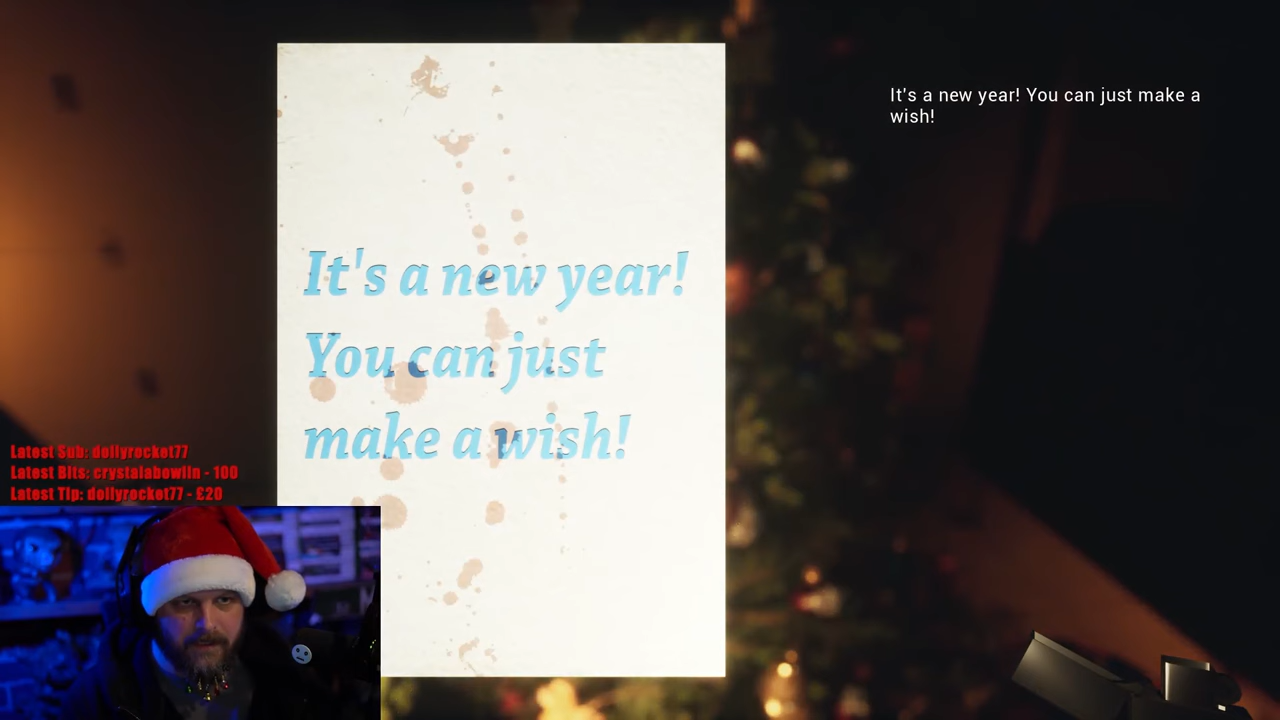 It's a new year! You can just make a
wish!
It's a new year!
You can just
make a wish!
Latest Sub: dollyrocket77
Latest Bits: crystalabowlin - 100
Latest Tip: dollyrocket77 - £20